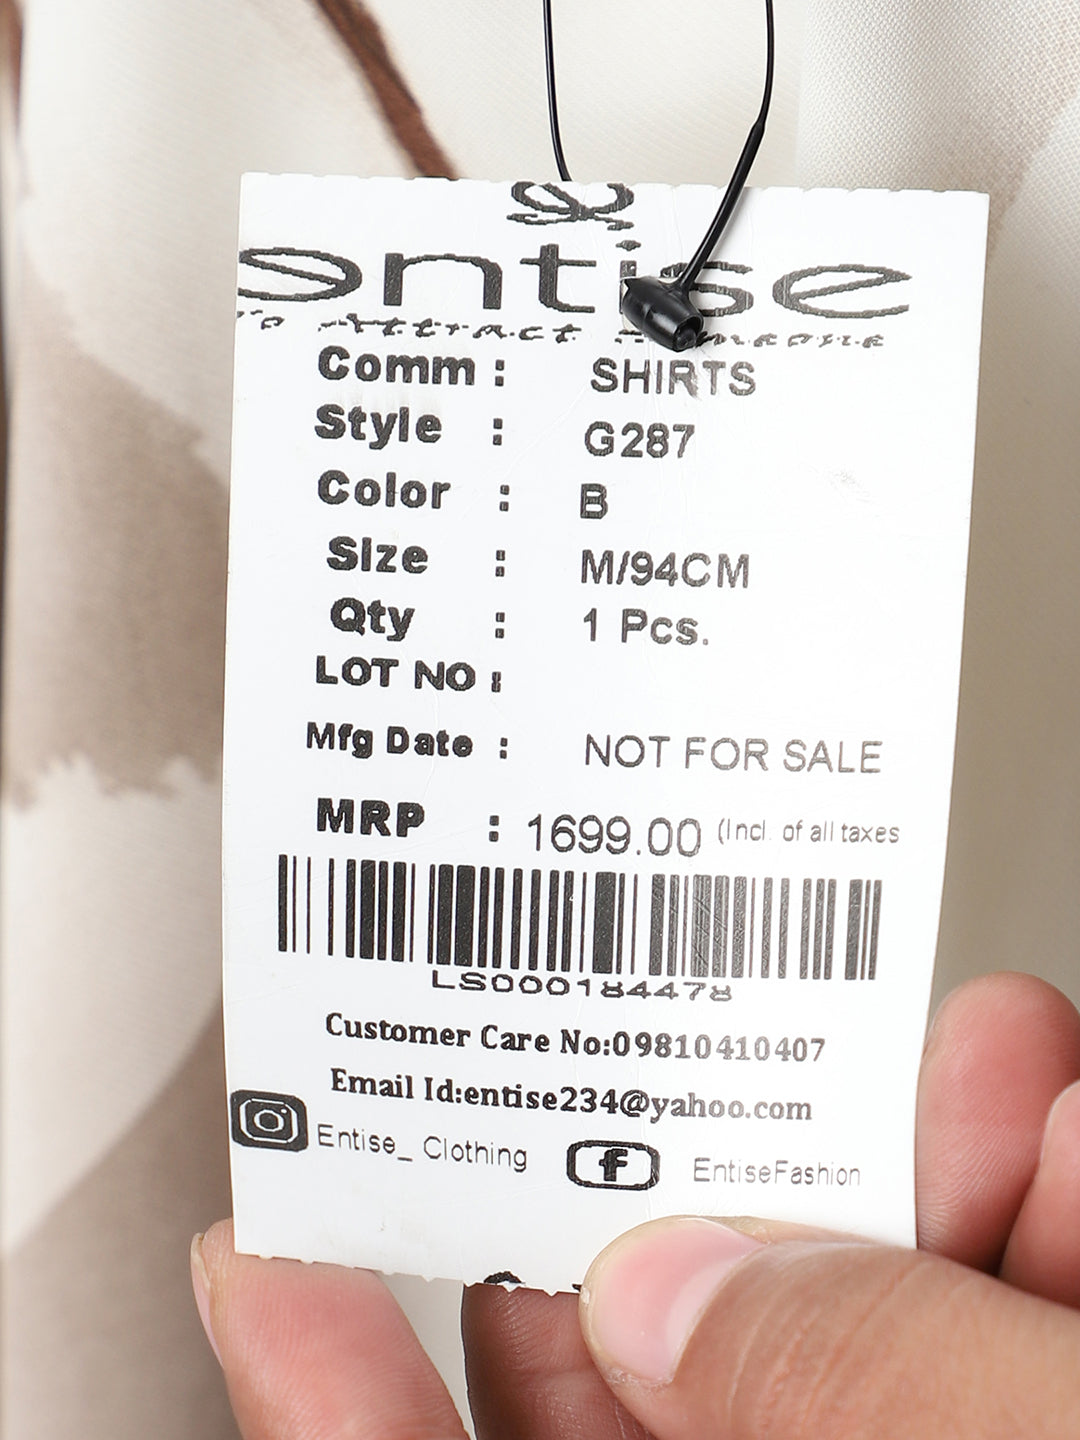 entise
Comm : SHIRTS
Style : G287
Color : B
Size : M/94CM
Qty : 1 Pcs.
LOT NO :
Mfg Date : NOT FOR SALE
MRP : 1699.00 (Incl. of all taxes
LS000184478
Customer Care No:09810410407
Email Id:entise234@yahoo.com
Entise_ Clothing f EntiseFashion